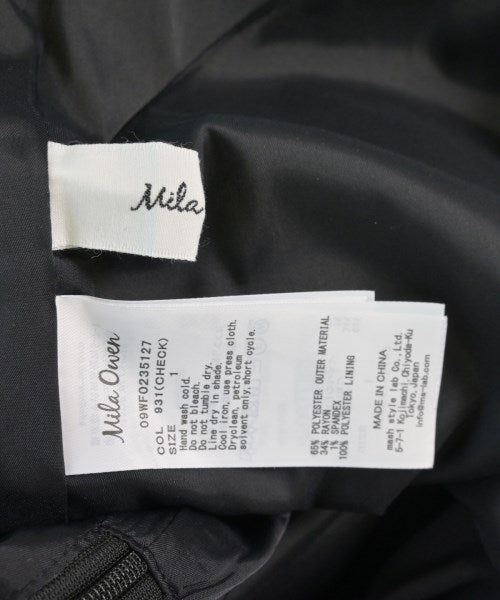 Mila
Mila Owen
09WFO235127
COL 931(CHECK)
SIZE 1
Hand wash cold.
Do not bleach.
Do not tumble dry.
Lined dry in shade.
Cool iron, use press cloth.
Dryclean, petroleum
solvent only,short cycle.
65% POLYESTER OUTER MATERIAL
34% RAYON
1% SPANDEX
100% POLYESTER LINING
MADE IN CHINA
mash style lab Co.,Ltd.
5-7-1 Kojimachi,Chiyoda-Ku
Tokyo,Japan
info@ms-lab.com